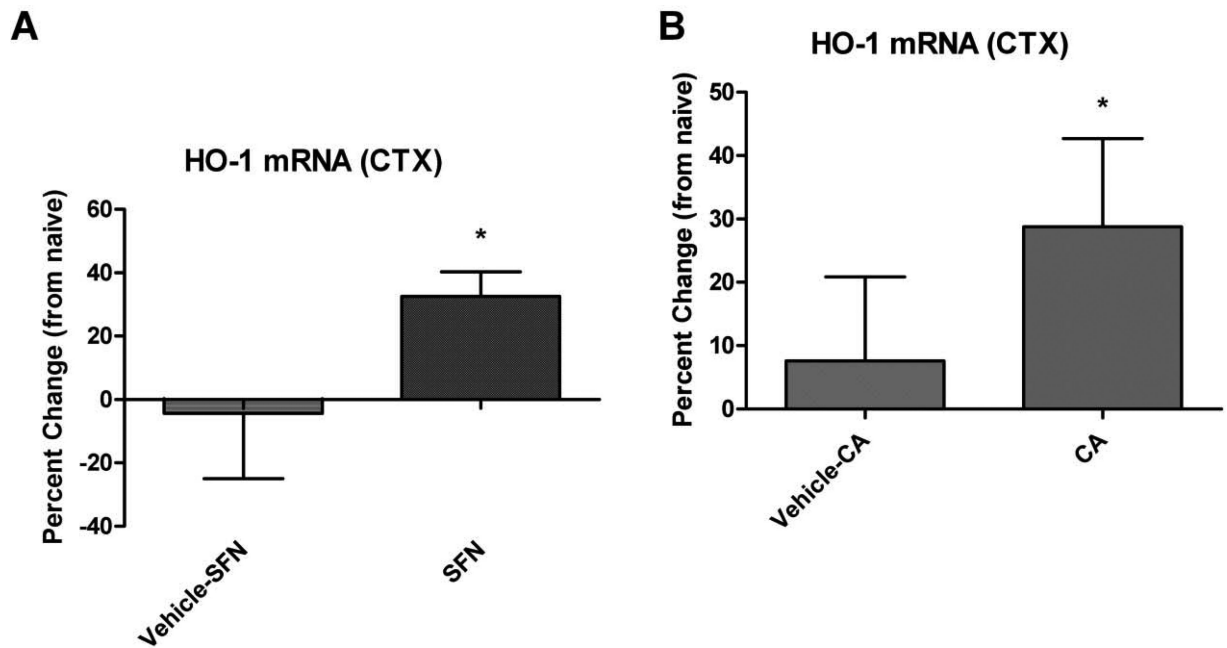 A
HO-1 mRNA (CTX)
Percent Change (from naive)
60
40
20
0
-20
-40
*
Vehicle-SFN
SFN
B
HO-1 mRNA (CTX)
Percent Change (from naive)
50
40
30
20
10
0
*
Vehicle-CA
CA